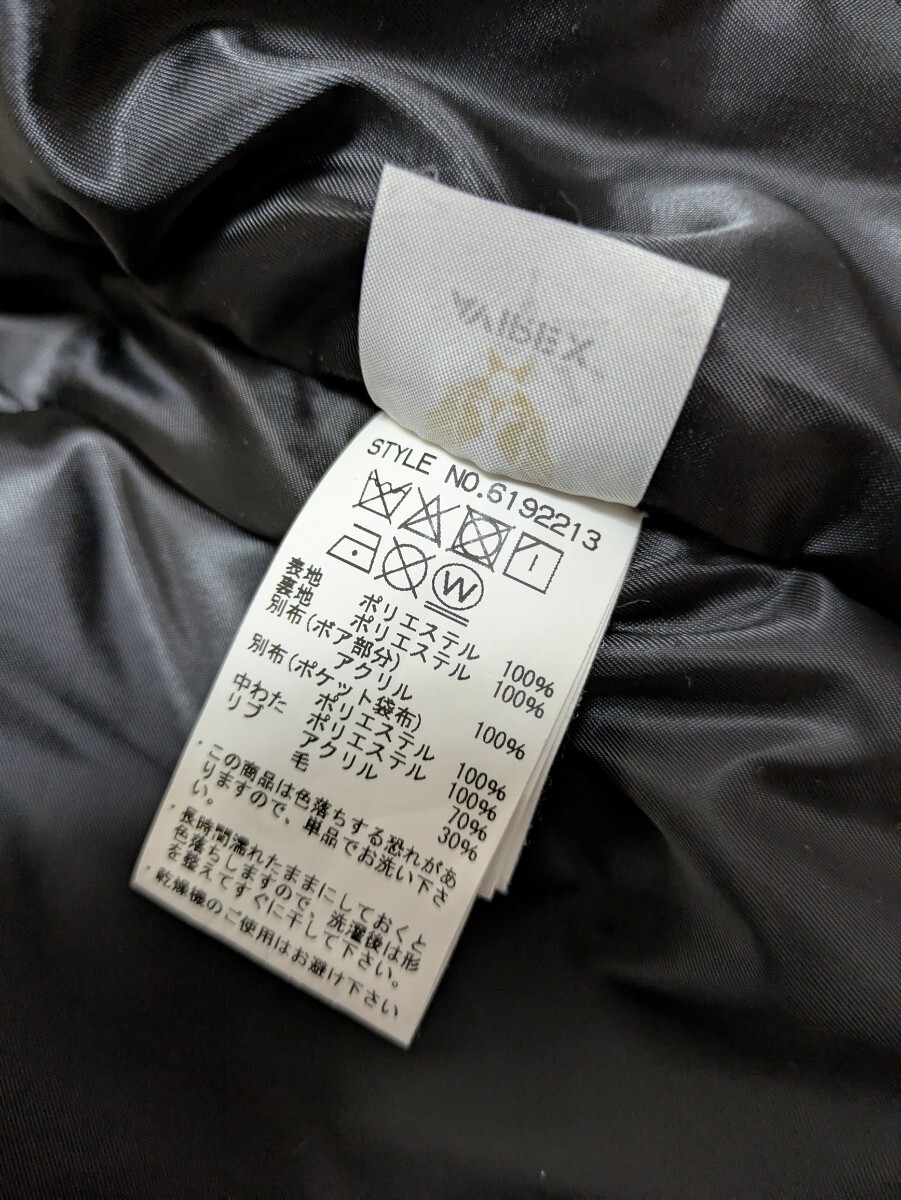 AVIREX
STYLE NO.6192213
W
表地 ポリエステル 100%
裏地 ポリエステル 100%
別布(ボア部分)
アクリル 100%
別布(ポケット袋布)
ポリエステル 100%
中わた ポリエステル 100%
リブ アクリル 70%
毛 30%
・この商品は色落ちする恐れがあ
りますので、単品でお洗い下さ
い。
・長時間濡れたままにしておくと
色落ちしますので、洗濯後は形
を整えてすぐに干して下さい。
・乾燥機のご使用はお避け下さい